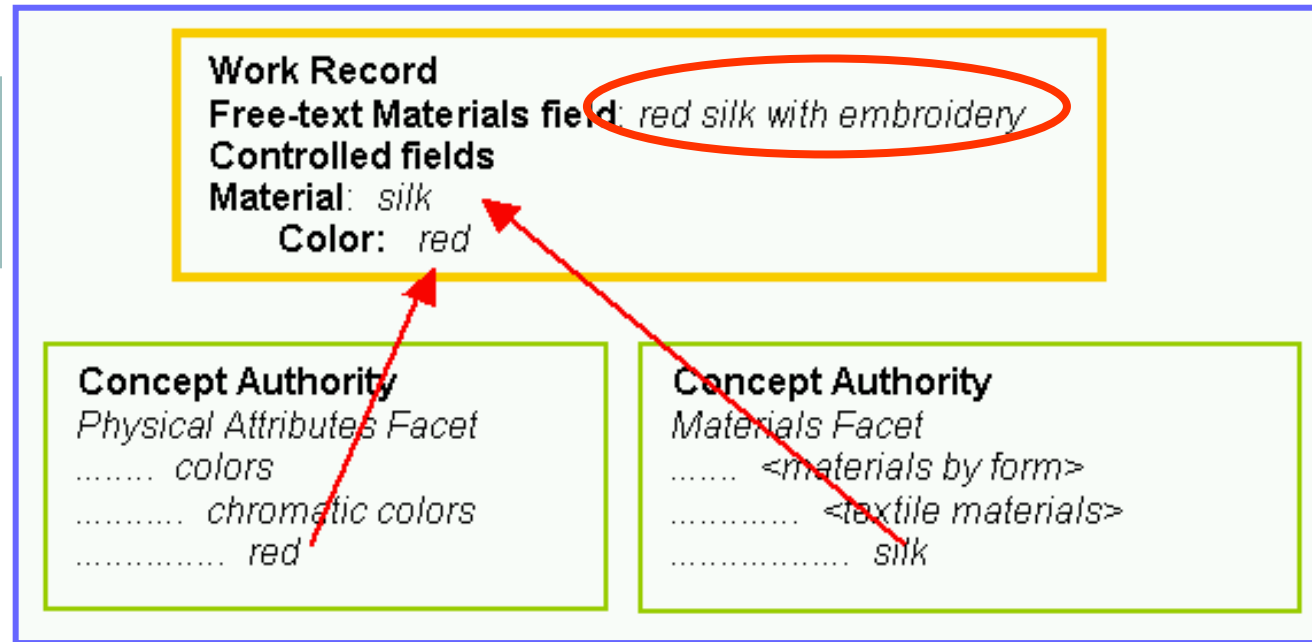 Work Record
Free-text Materials field: red silk with embroidery
Controlled fields
Material: silk
Color: red
Concept Authority
Physical Attributes Facet
......... colors
............ chromatic colors
................ red
Concept Authority
Materials Facet
....... <materials by form>
............. <textile materials>
................... silk